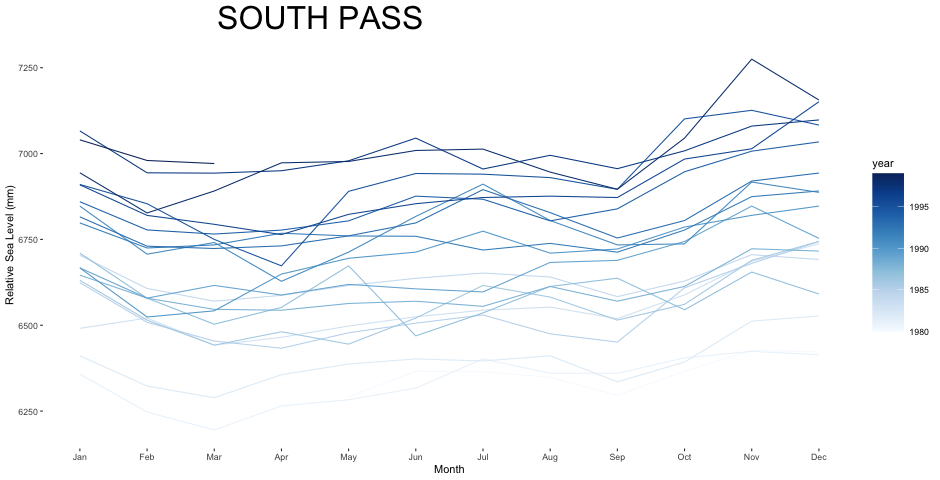 SOUTH PASS
Relative Sea Level (mm)
7250
7000
6750
6500
6250
Jan Feb Mar Apr May Jun Jul Aug Sep Oct Nov Dec
Month
year
1995
1990
1985
1980